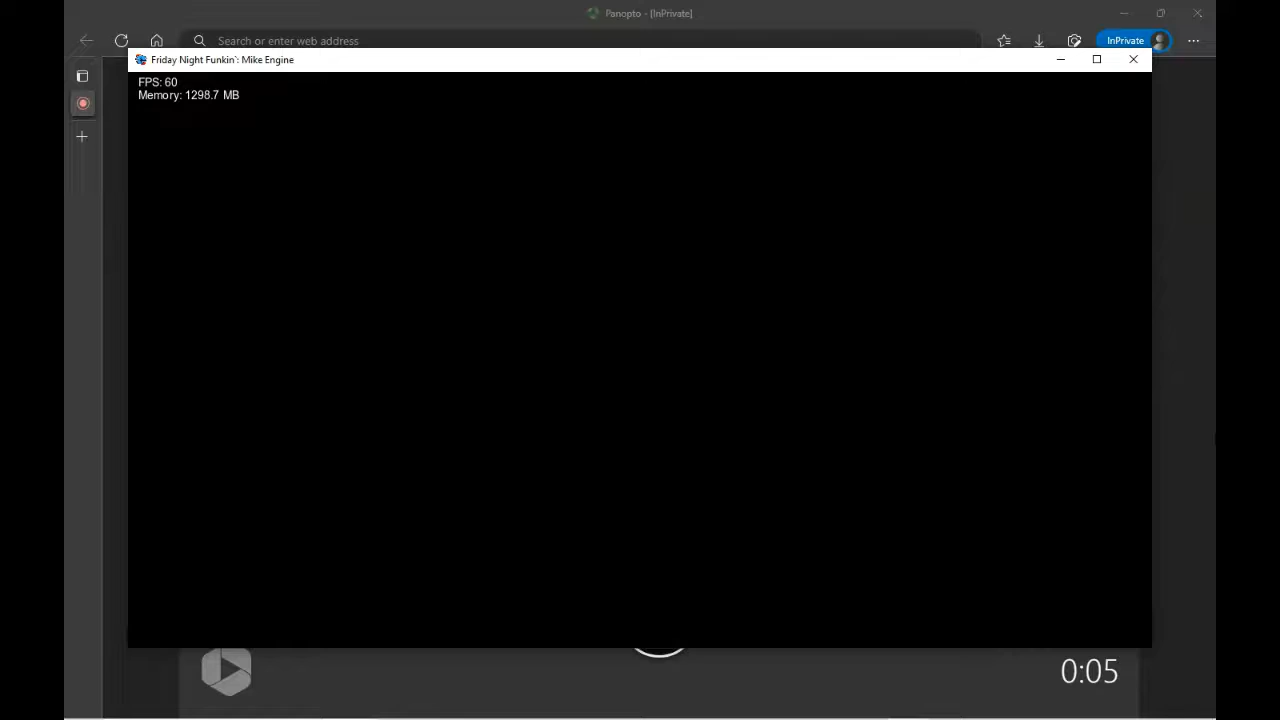 Panopto - [InPrivate]
Search or enter web address
InPrivate
Friday Night Funkin`: Mike Engine
FPS: 60
Memory: 1298.7 MB
0:05